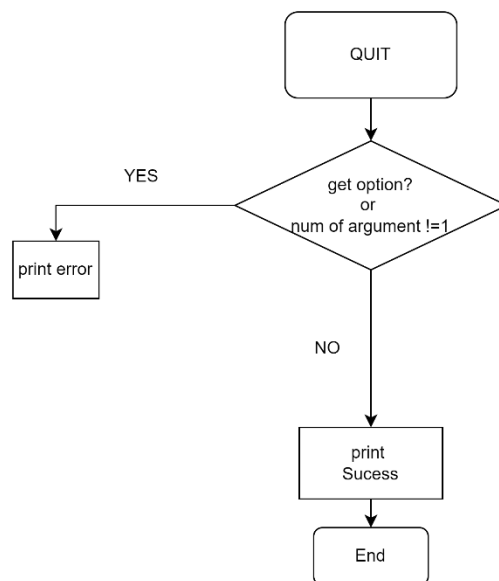 QUIT
YES
get option?
or
num of argument !=1
print error
NO
print
Sucess
End